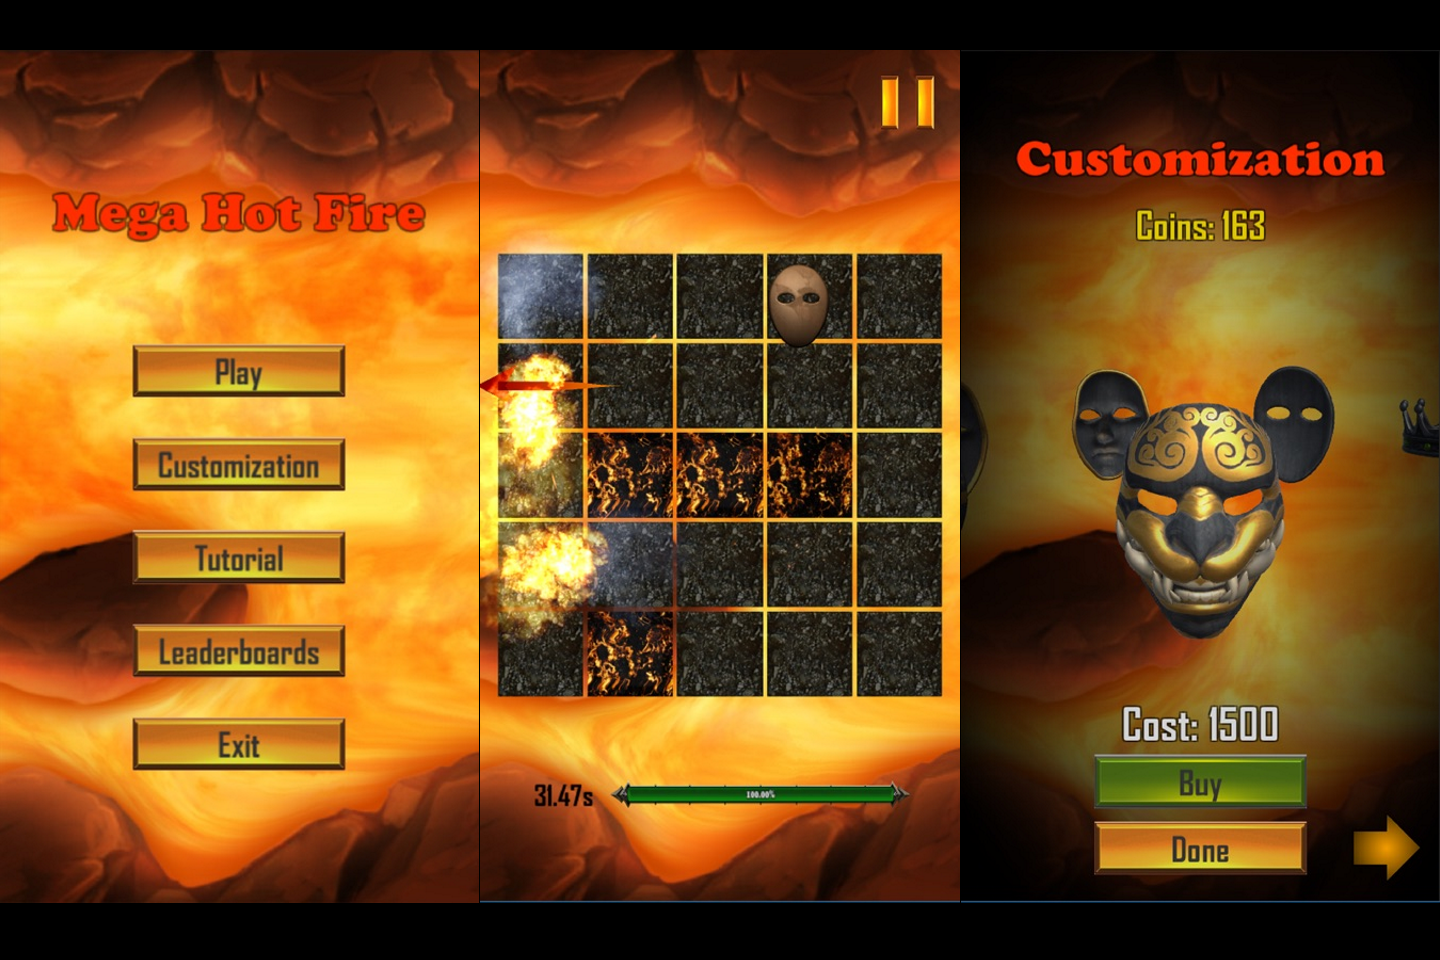 Mega Hot Fire
Play
Customization
Tutorial
Leaderboards
Exit
31.47s
100.00%
Customization
Coins: 163
Cost: 1500
Buy
Done